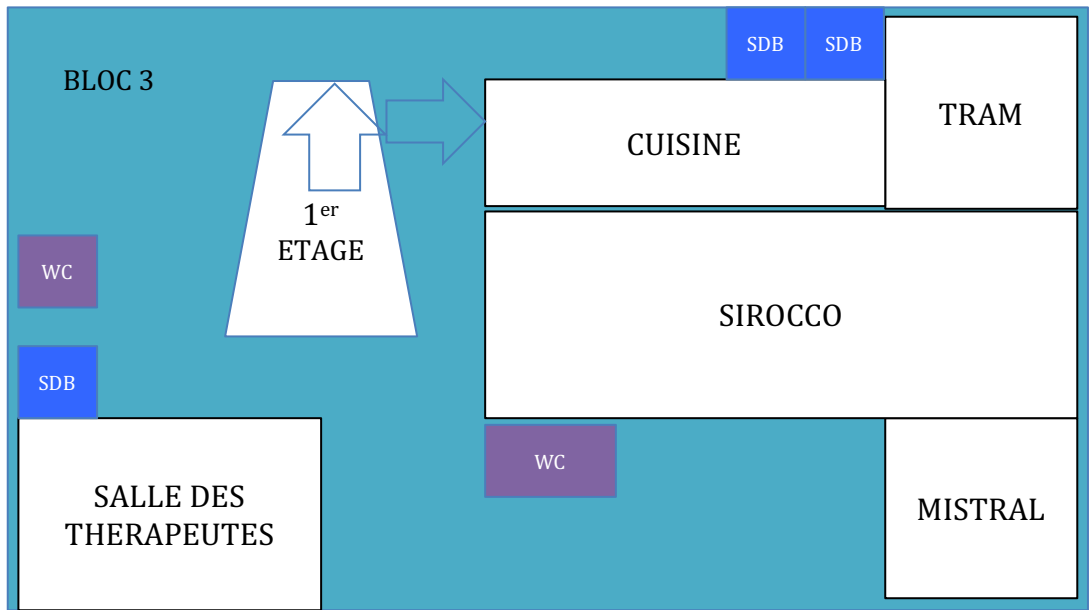 SDB SDB
BLOC 3
TRAM
CUISINE
1er
ETAGE
WC
SIROCCO
SDB
WC
SALLE DES
THERAPEUTES
MISTRAL